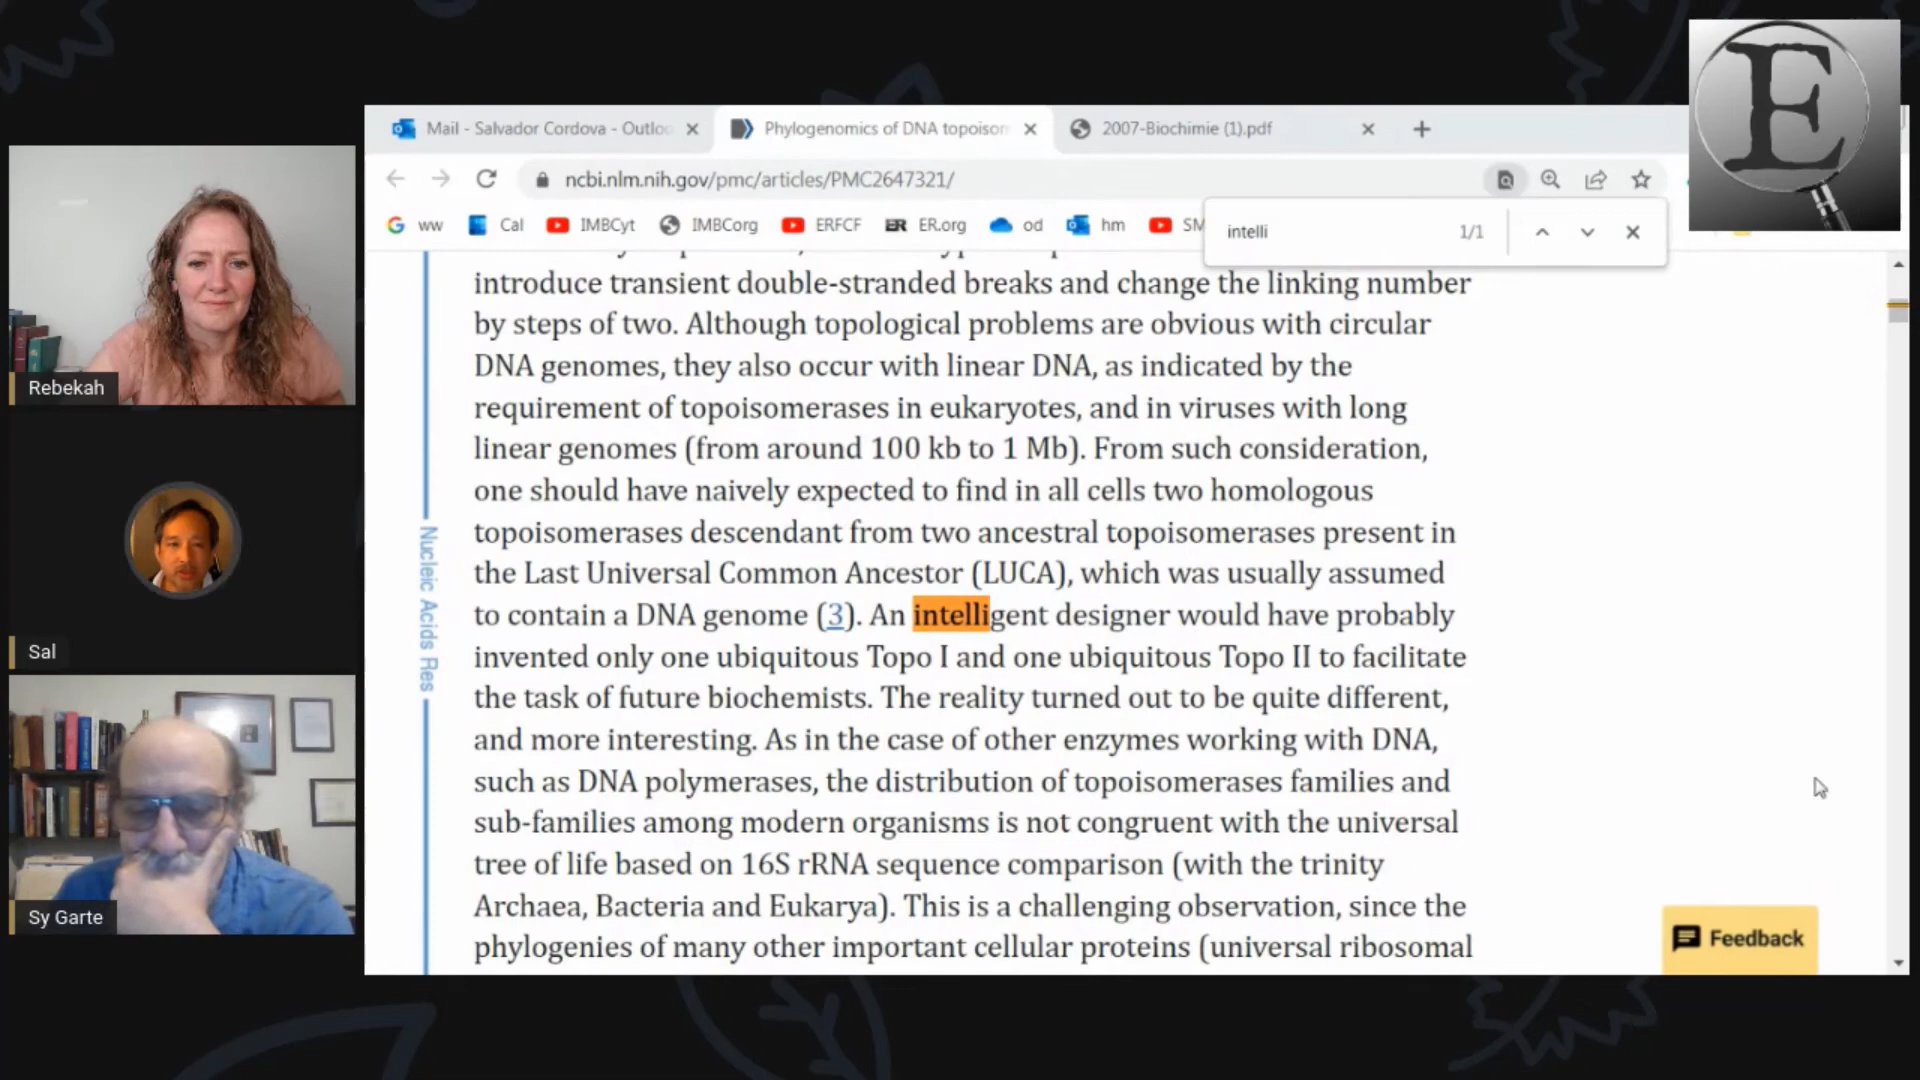 E
Mail - Salvador Cordova - Outloo
Phylogenomics of DNA topoisom
2007-Biochimie (1).pdf
ncbi.nlm.nih.gov/pmc/articles/PMC2647321/
ww
Cal
IMBCyt
IMBCorg
ERFCF
ER
ER.org
od
hm
SM
intelli
1/1
introduce transient double-stranded breaks and change the linking number
by steps of two. Although topological problems are obvious with circular
DNA genomes, they also occur with linear DNA, as indicated by the
requirement of topoisomerases in eukaryotes, and in viruses with long
linear genomes (from around 100 kb to 1 Mb). From such consideration,
one should have naively expected to find in all cells two homologous
topoisomerases descendant from two ancestral topoisomerases present in
the Last Universal Common Ancestor (LUCA), which was usually assumed
to contain a DNA genome (3). An intelligent designer would have probably
invented only one ubiquitous Topo I and one ubiquitous Topo II to facilitate
the task of future biochemists. The reality turned out to be quite different,
and more interesting. As in the case of other enzymes working with DNA,
such as DNA polymerases, the distribution of topoisomerases families and
sub-families among modern organisms is not congruent with the universal
tree of life based on 16S rRNA sequence comparison (with the trinity
Archaea, Bacteria and Eukarya). This is a challenging observation, since the
phylogenies of many other important cellular proteins (universal ribosomal
Nucleic Acids Res
Feedback
Rebekah
Sal
Sy Garte